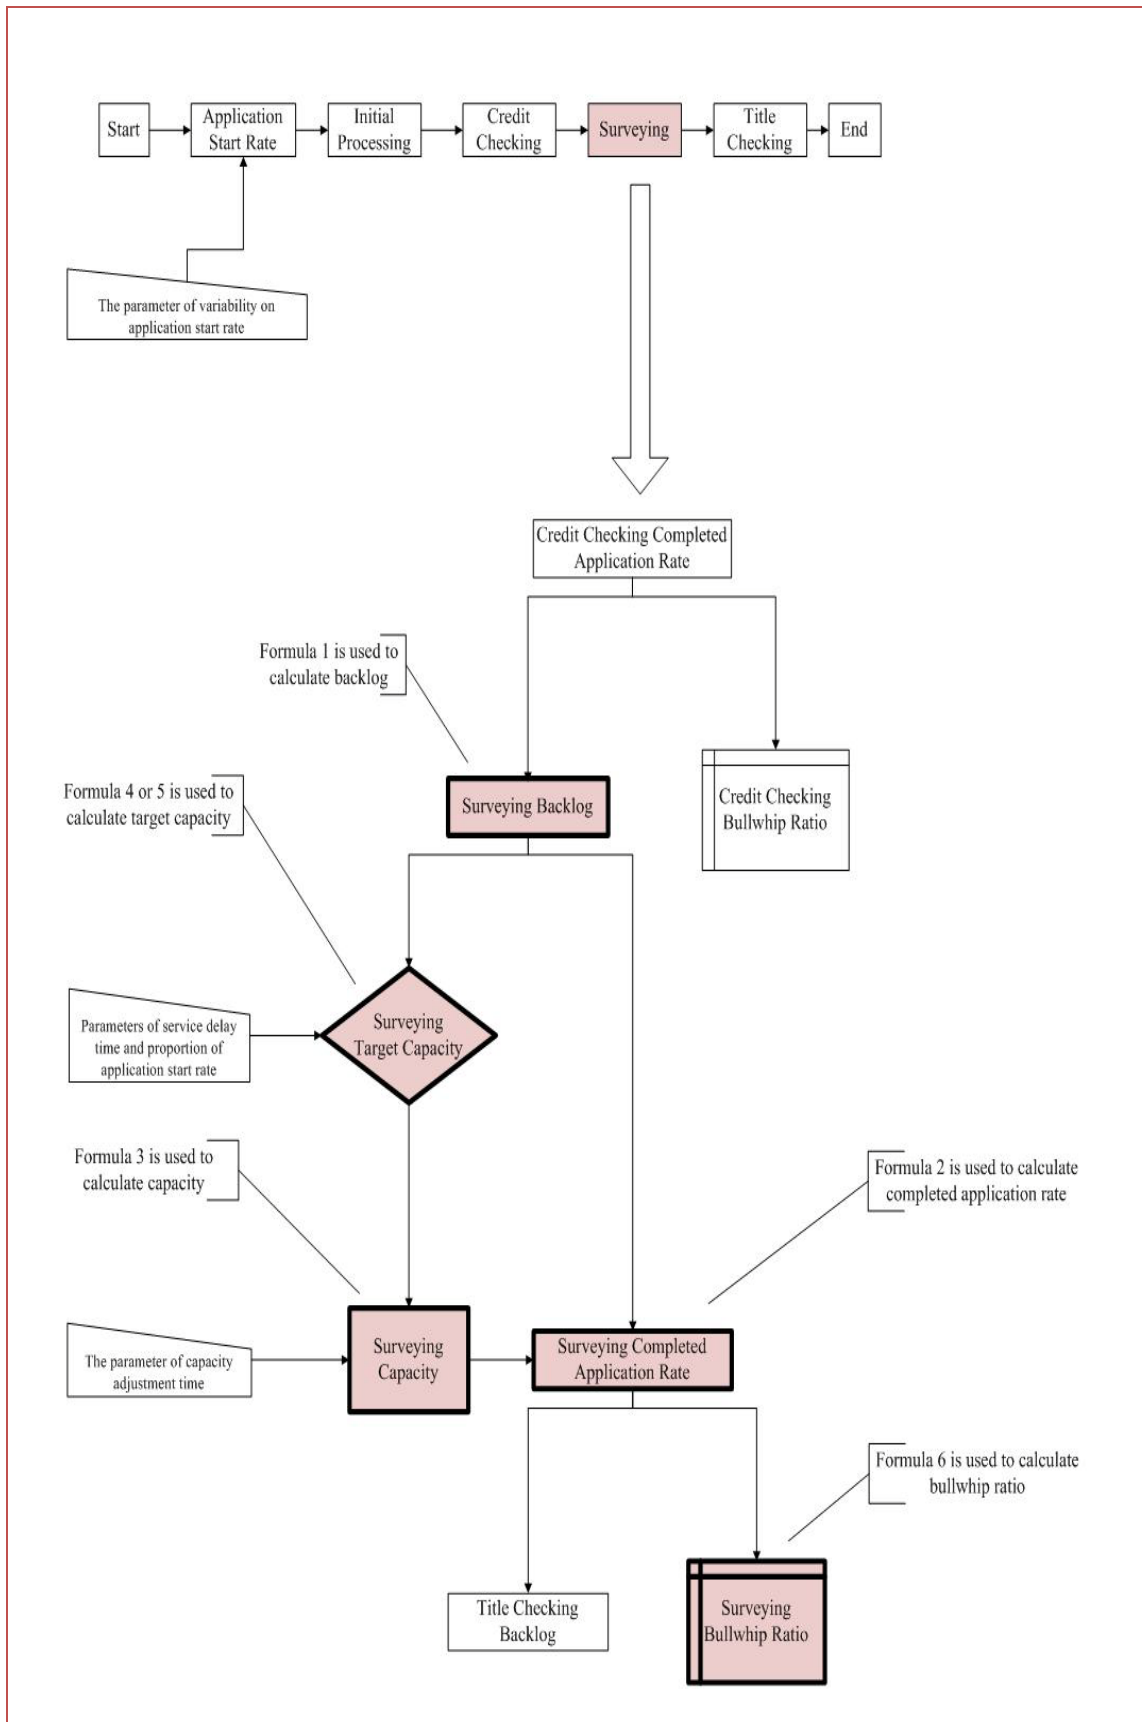 Start
Application
Start Rate
Initial
Processing
Credit
Checking
Surveying
Title
Checking
End
The parameter of variability on
application start rate
Credit Checking Completed
Application Rate
Formula 1 is used to
calculate backlog
Formula 4 or 5 is used to
calculate target capacity
Surveying Backlog
Credit Checking
Bullwhip Ratio
Parameters of service delay
time and proportion of
application start rate
Surveying
Target Capacity
Formula 3 is used to
calculate capacity
Formula 2 is used to calculate
completed application rate
The parameter of capacity
adjustment time
Surveying
Capacity
Surveying Completed
Application Rate
Formula 6 is used to calculate
bullwhip ratio
Title Checking
Backlog
Surveying
Bullwhip Ratio